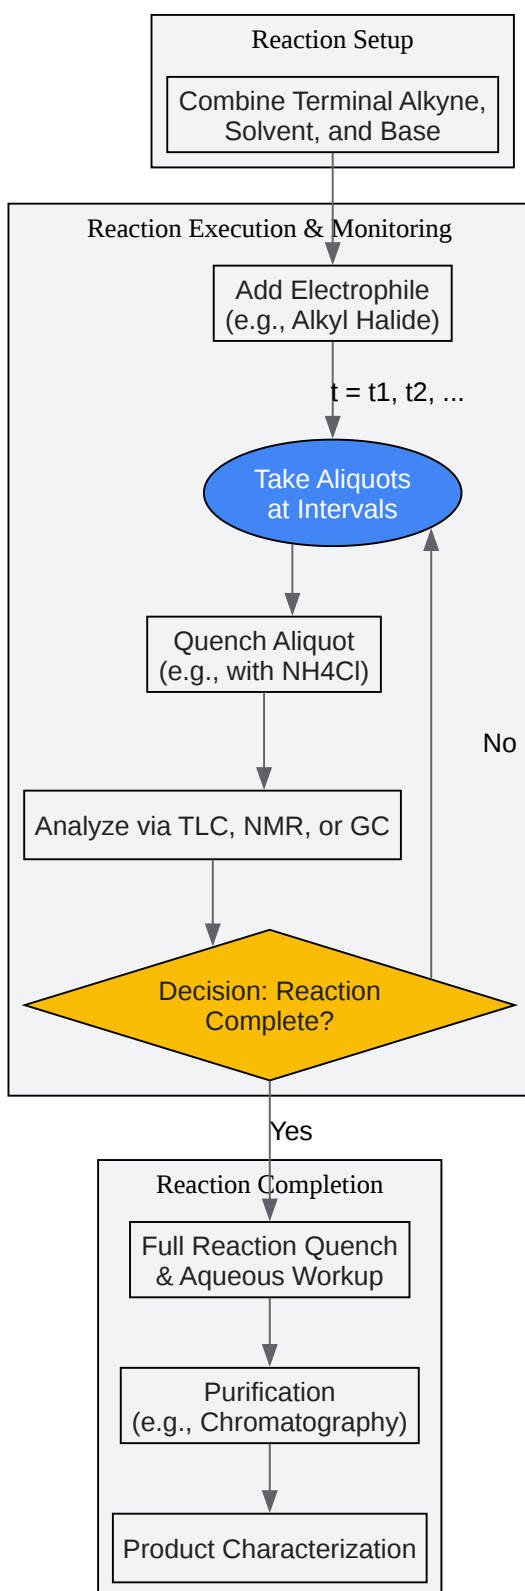 Reaction Setup
Combine Terminal Alkyne,
Solvent, and Base
Reaction Execution & Monitoring
Add Electrophile
(e.g., Alkyl Halide)
t = t1, t2, ...
Take Aliquots
at Intervals
Quench Aliquot
(e.g., with NH4Cl)
No
Analyze via TLC, NMR, or GC
Decision: Reaction
Complete?
Yes
Reaction Completion
Full Reaction Quench
& Aqueous Workup
Purification
(e.g., Chromatography)
Product Characterization